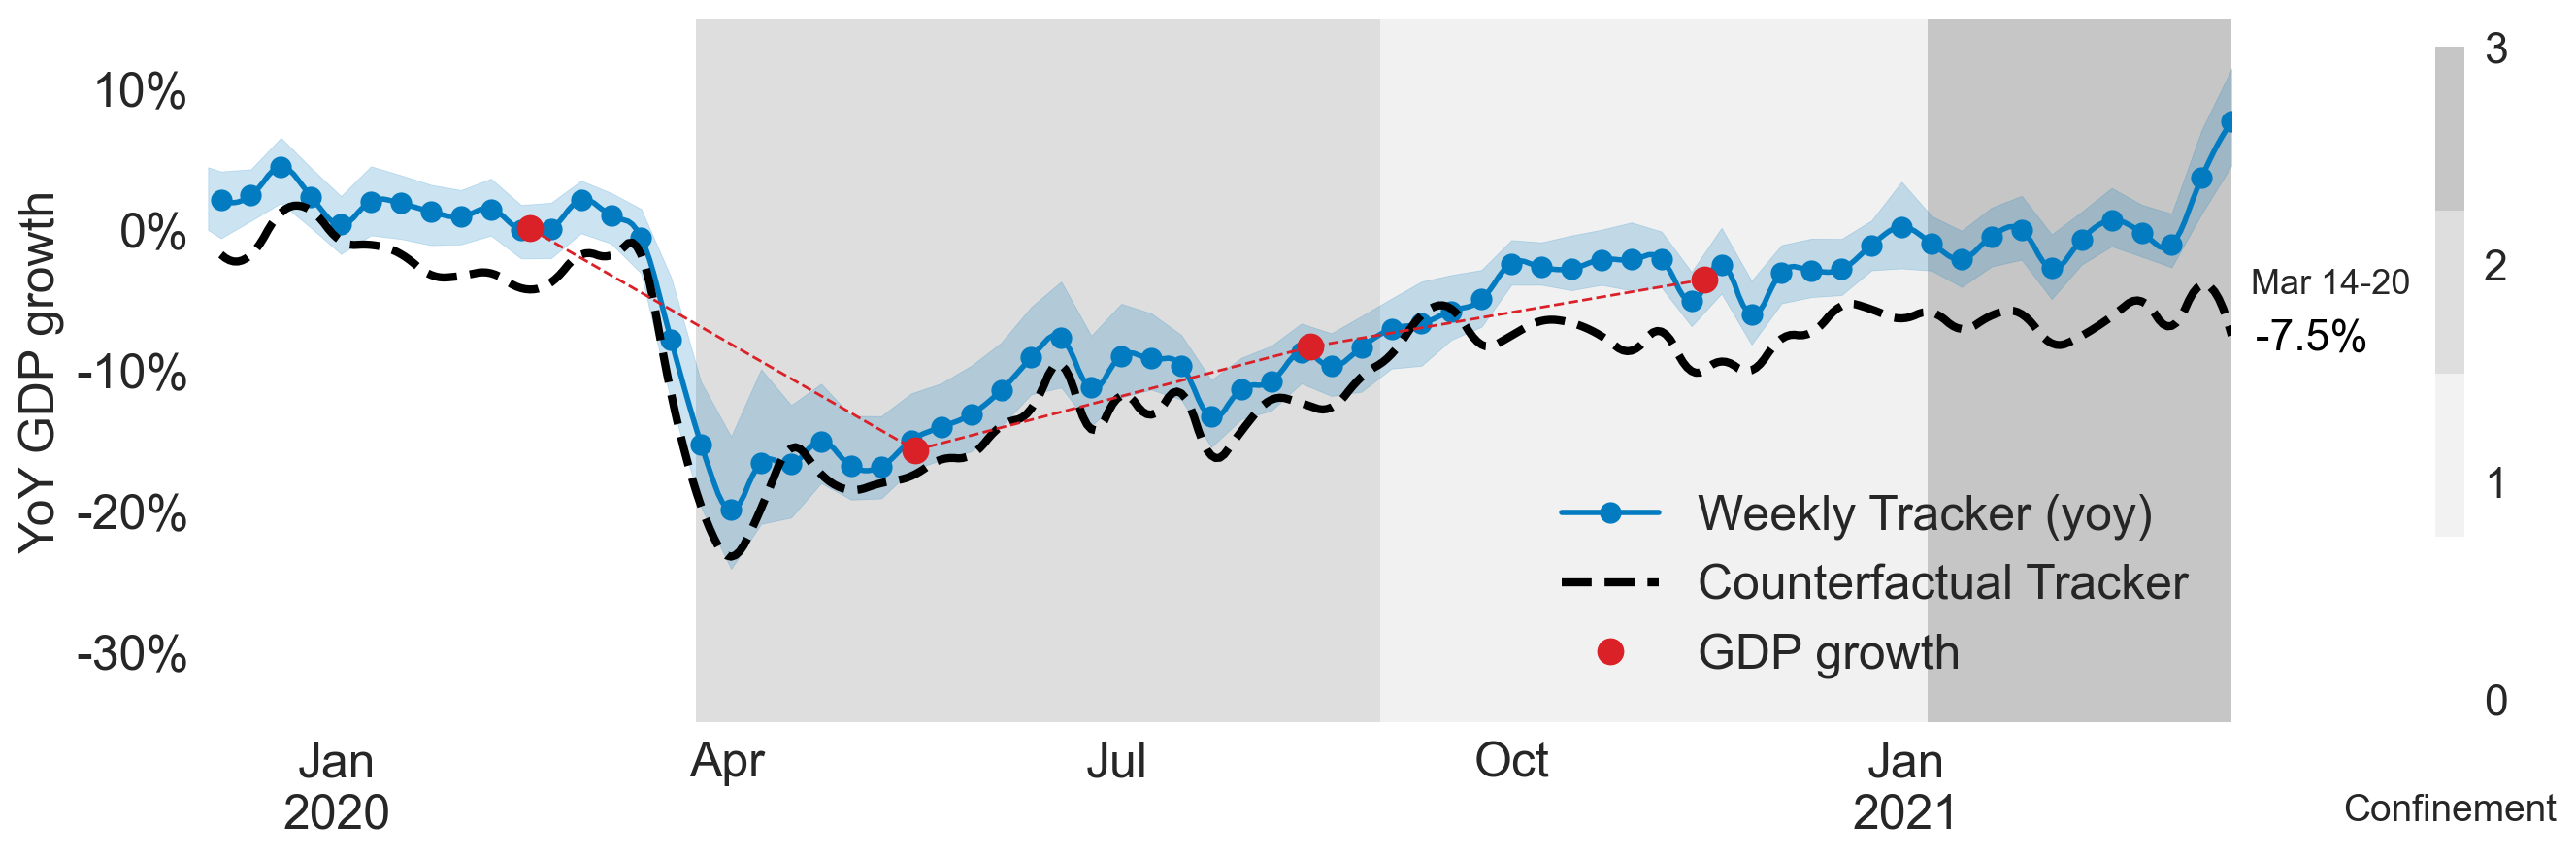 YoY GDP growth
10%
0%
-10%
-20%
-30%
Jan
2020
Apr
Jul
Oct
Jan
2021
Weekly Tracker (yoy)
Counterfactual Tracker
GDP growth
Mar 14-20
-7.5%
3
2
1
0
Confinement